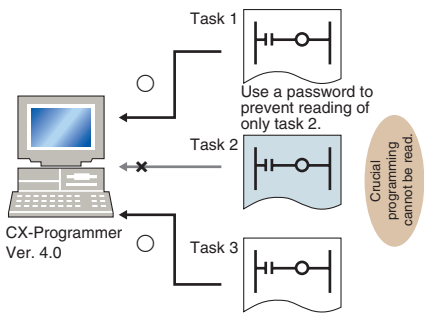 Task 1
Use a password to
prevent reading of
only task 2.
Task 2
Crucial
programming
cannot be read.
CX-Programmer
Ver. 4.0
Task 3